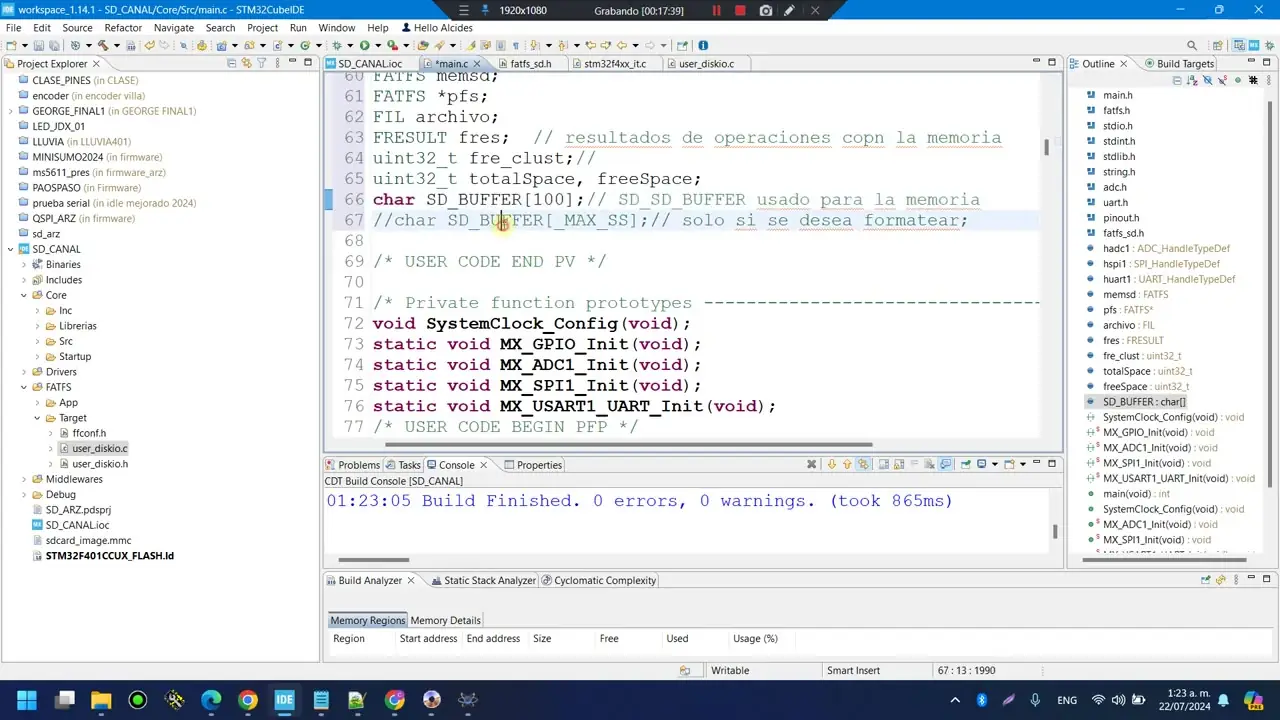 workspace_1.14.1 - SD_CANAL/Core/Src/main.c - STM32CubeIDE
1920x1080
Grabando [00:17:39]
File Edit Source Refactor Navigate Search Project Run Window Help Hello Alcides
Project Explorer
CLASE_PINES (in CLASE)
encoder (in encoder villa)
GEORGE_FINAL1 (in GEORGE FINAL1)
LED_JDX_01
LLUVIA (in LLUVIA401)
MINISUMO2024 (in firmware)
ms5611_pres (in firmware_arz)
PAOSPASO (in firmware)
prueba serial (in idle mejorado 2024)
QSPI_ARZ (in firmware)
sd_arz
SD_CANAL
Binaries
Includes
Core
Inc
Librerias
Src
Startup
Drivers
FATFS
App
Target
ffconf.h
user_diskio.c
user_diskio.h
Middlewares
Debug
SD_ARZ.pdsprj
SD_CANAL.ioc
sdcard_image.mmc
STM32F401CCUX_FLASH.ld
SD_CANAL.ioc *main.c fatfs_sd.h stm32f4xx_it.c user_diskio.c
60 FATFS memsd;
61 FATFS *pfs;
62 FIL archivo;
63 FRESULT fres;  // resultados de operaciones copn la memoria
64 uint32_t fre_clust;//
65 uint32_t totalSpace, freeSpace;
66 char SD_BUFFER[100];// SD_SD_BUFFER usado para la memoria
67 //char SD_BUFFER[_MAX_SS];// solo si se desea formatear;
68
69 /* USER CODE END PV */
70
71 /* Private function prototypes --------------------------------
72 void SystemClock_Config(void);
73 static void MX_GPIO_Init(void);
74 static void MX_ADC1_Init(void);
75 static void MX_SPI1_Init(void);
76 static void MX_USART1_UART_Init(void);
77 /* USER CODE BEGIN PFP */
Problems Tasks Console Properties
CDT Build Console [SD_CANAL]
01:23:05 Build Finished. 0 errors, 0 warnings. (took 865ms)
Build Analyzer Static Stack Analyzer Cyclomatic Complexity
Memory Regions Memory Details
Region Start address End address Size Free Used Usage (%)
Outline Build Targets
main.h
fatfs.h
stdio.h
stdint.h
stdlib.h
string.h
adc.h
uart.h
pinout.h
fatfs_sd.h
hadc1 : ADC_HandleTypeDef
hspi1 : SPI_HandleTypeDef
huart1 : UART_HandleTypeDef
memsd : FATFS
pfs : FATFS*
archivo : FIL
fres : FRESULT
fre_clust : uint32_t
totalSpace : uint32_t
freeSpace : uint32_t
SD_BUFFER : char[]
SystemClock_Config(void) : void
MX_GPIO_Init(void) : void
MX_ADC1_Init(void) : void
MX_SPI1_Init(void) : void
MX_USART1_UART_Init(void) : void
main(void) : int
SystemClock_Config(void) : void
MX_ADC1_Init(void) : void
MX_SPI1_Init(void) : void
MX_USART1_UART_Init(void) : void
Writable Smart Insert 67 : 13 : 1990
IDE
ENG
1:23 a. m.
22/07/2024